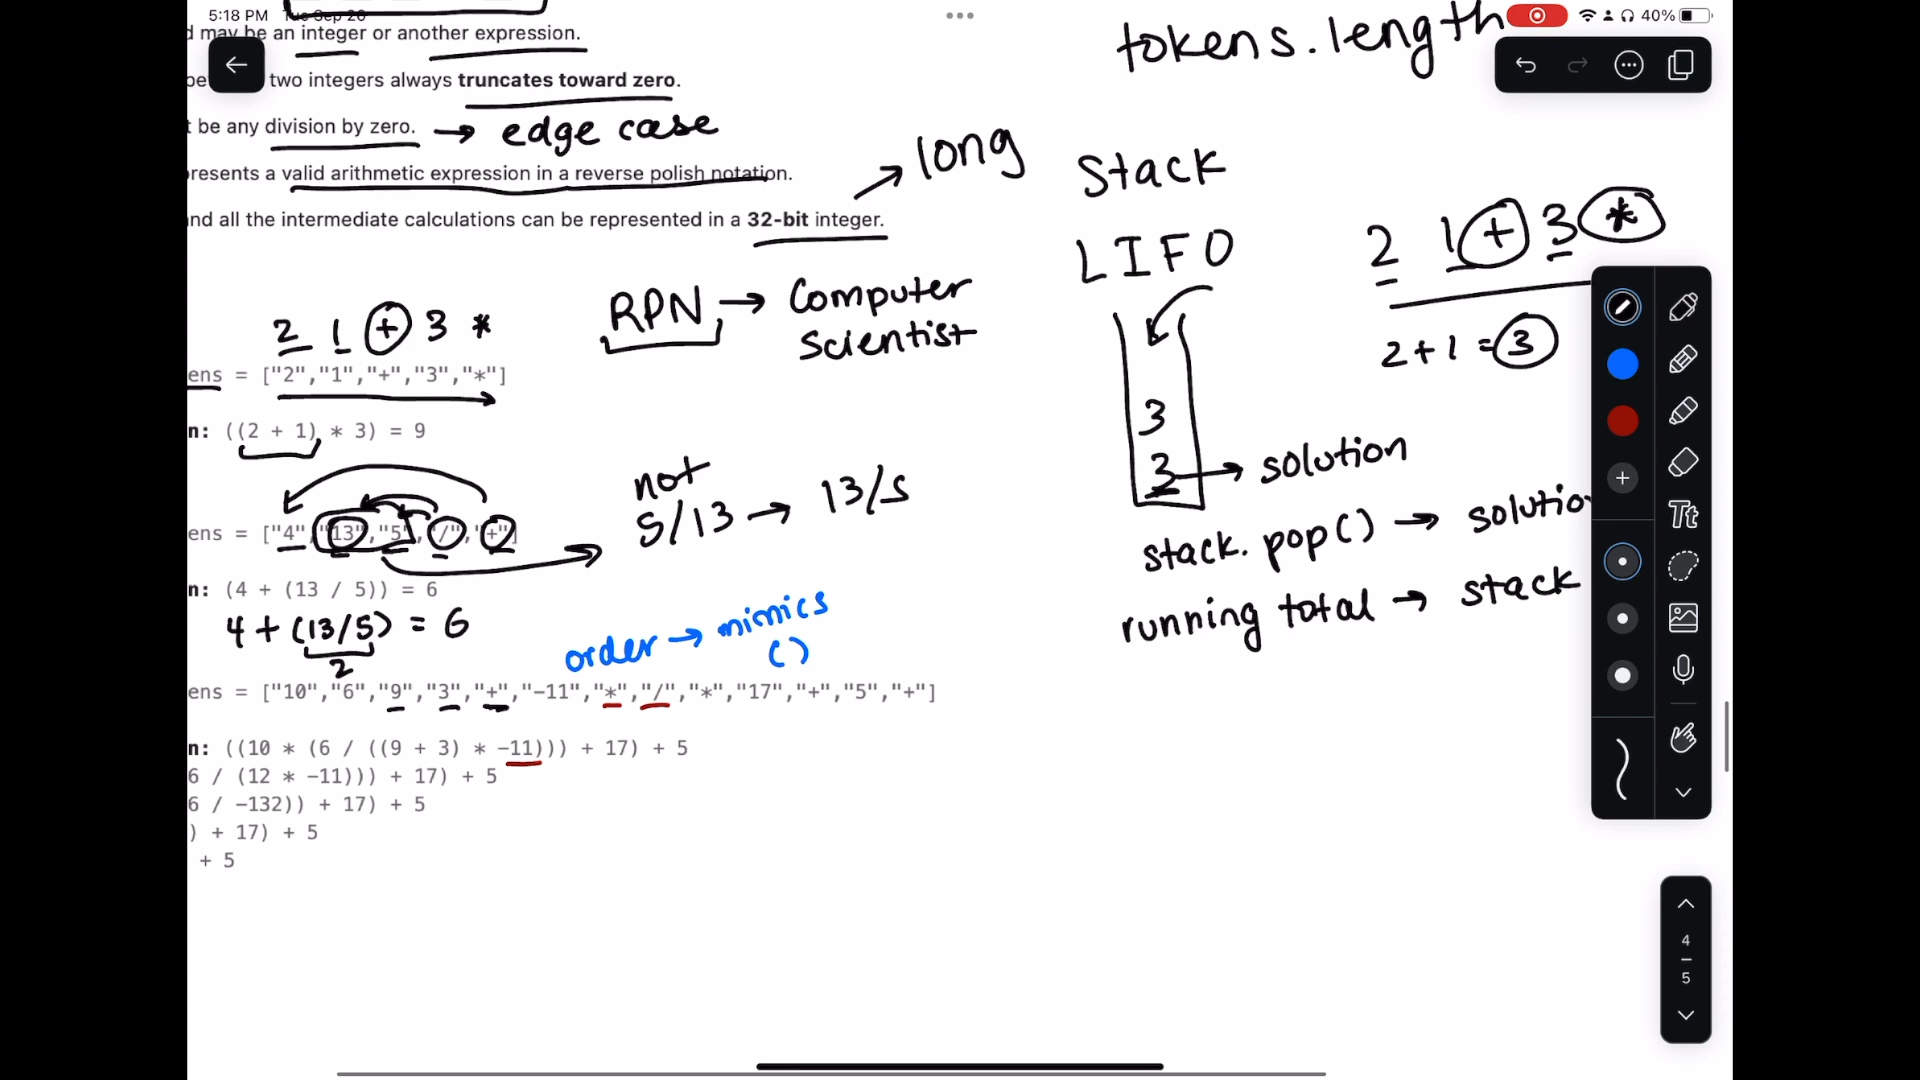 5:18 PM Tue Sep 26
40%
d may be an integer or another expression.
two integers always truncates toward zero.
t be any division by zero. → edge case
presents a valid arithmetic expression in a reverse polish notation.
and all the intermediate calculations can be represented in a 32-bit integer.
→ long
2 1 + 3 *
RPN → Computer
Scientist
ens = ["2","1","+","3","*"]
n: ((2 + 1) * 3) = 9
not
5/13 → 13/5
ens = ["4","13","5","/","+"]
n: (4 + (13 / 5)) = 6
4 + (13/5) = 6
2
order → mimics
()
ens = ["10","6","9","3","+","-11","*","/","*","17","+","5","+"]
n: ((10 * (6 / ((9 + 3) * -11))) + 17) + 5
6 / (12 * -11))) + 17) + 5
6 / -132)) + 17) + 5
) + 17) + 5
+ 5
tokens.length
Stack
LIFO
2 1 + 3 *
2+1 = 3
3
→ solution
stack.pop() → solution
running total → stack
Tt
4
5